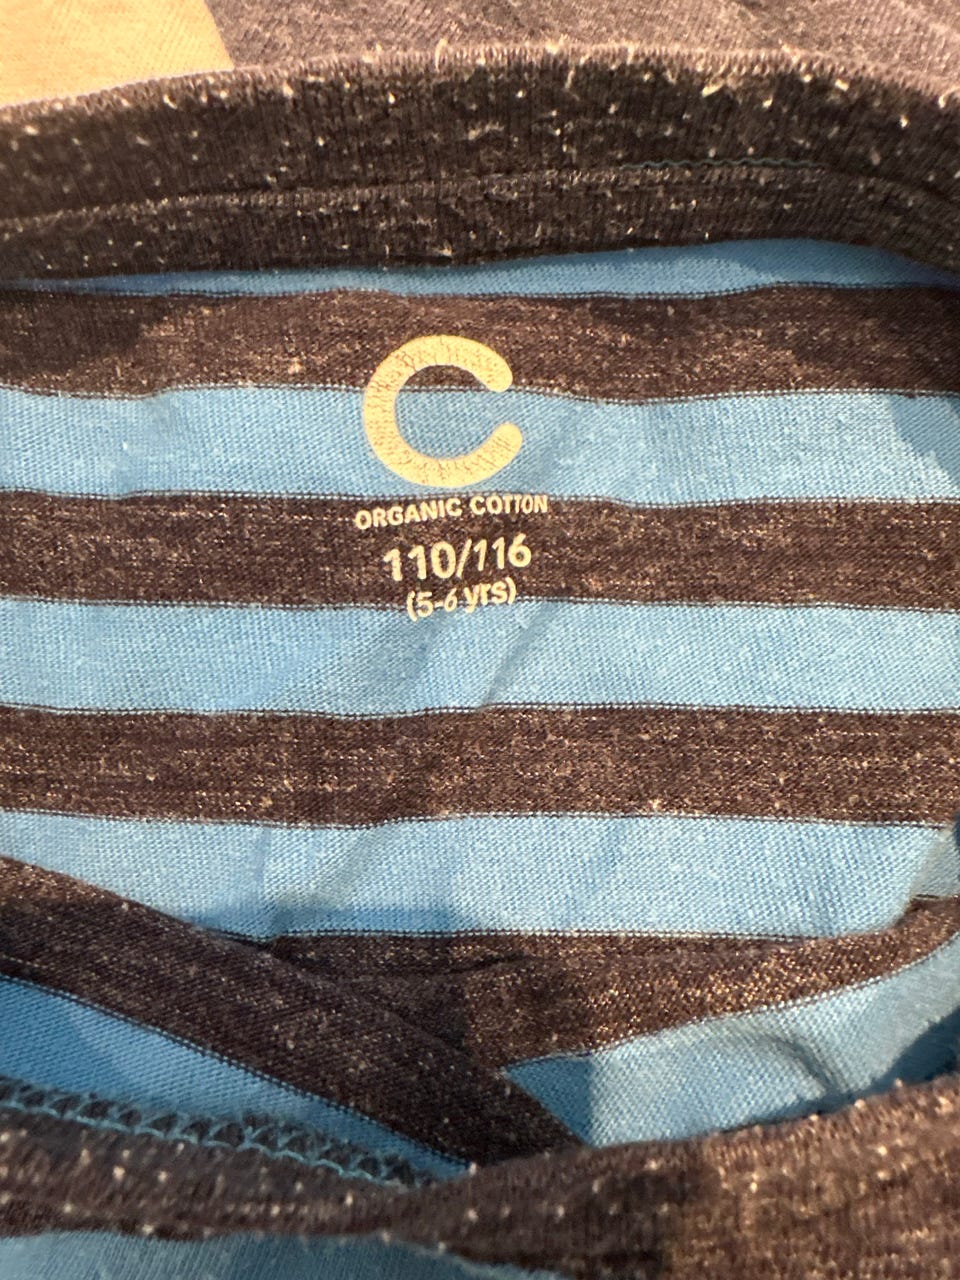 C
ORGANIC COTTON
110/116
(5-6 yrs)